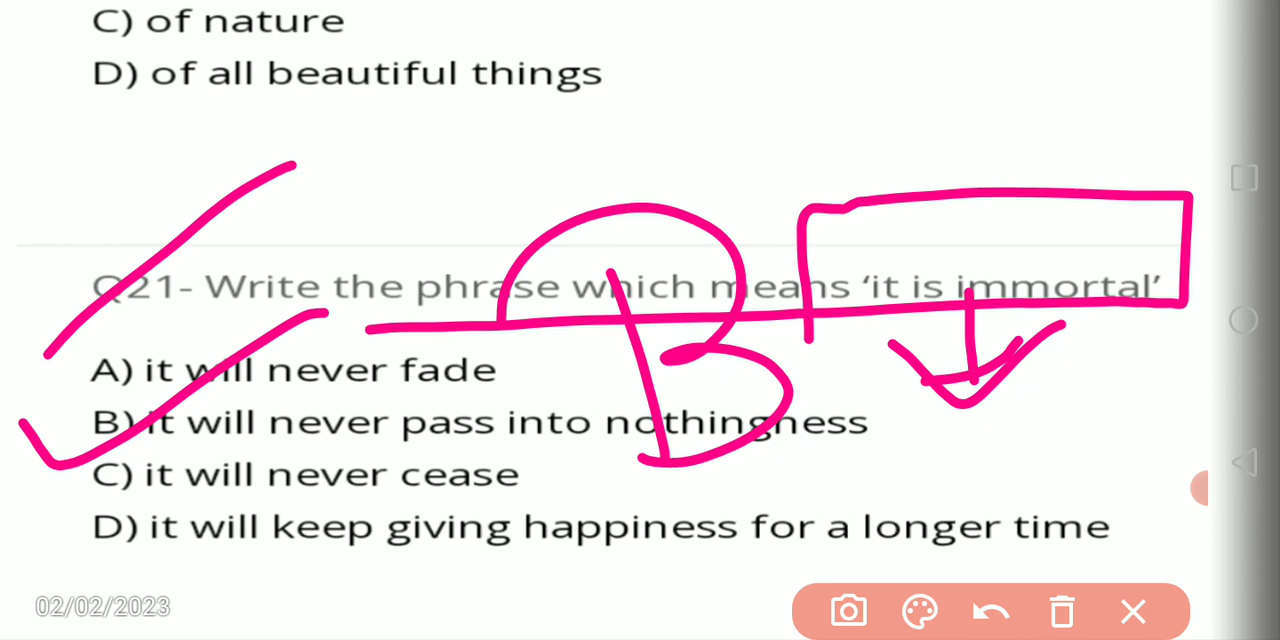 C) of nature
D) of all beautiful things
Q21- Write the phrase which means ‘it is immortal’
B
A) it will never fade
B) it will never pass into nothingness
C) it will never cease
D) it will keep giving happiness for a longer time
02/02/2023